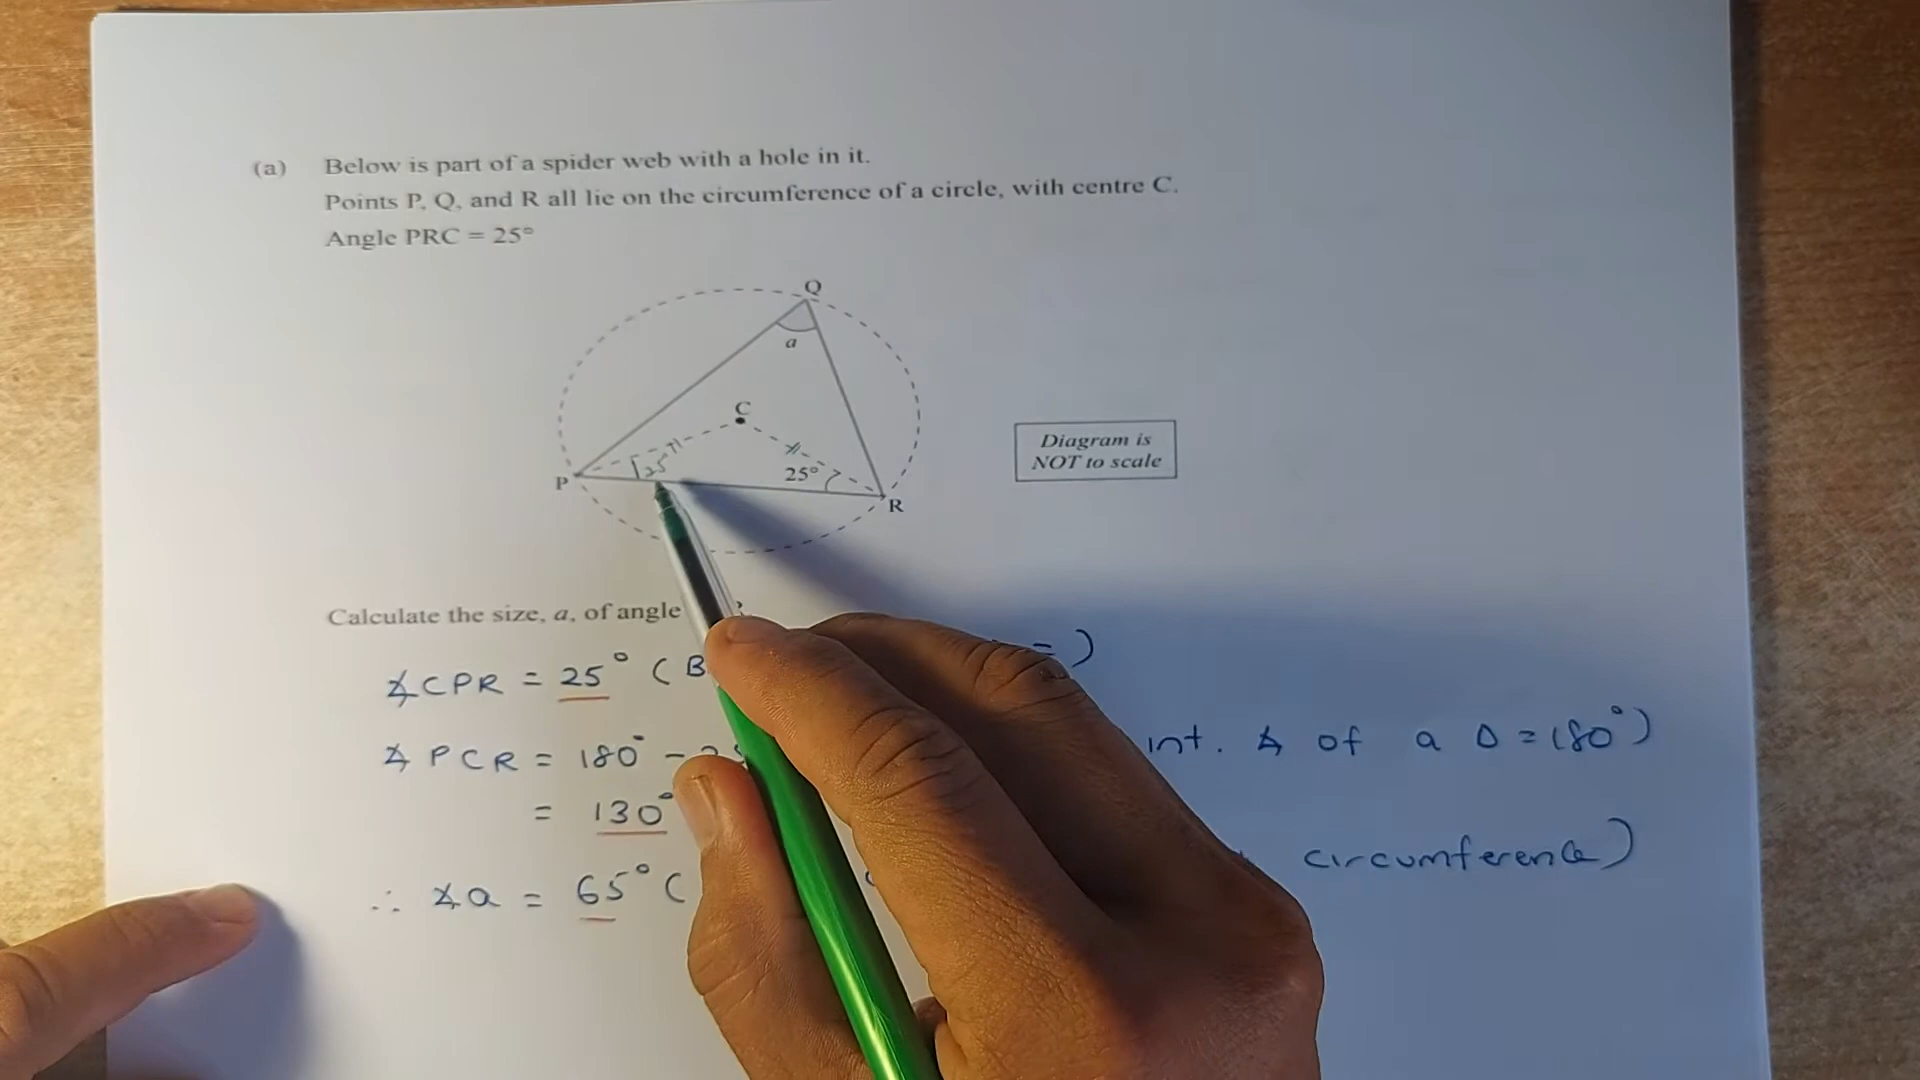 (a) Below is part of a spider web with a hole in it.
Points P, Q, and R all lie on the circumference of a circle, with centre C.
Angle PRC = 25°
Q
a
C
25
25°
P
R
Diagram is
NOT to scale
Calculate the size, a, of angle
∡CPR = 25° (
∡PCR = 180° - int. ∡ of a Δ = 180°)
= 130°
∴ ∡a = 65° ( circumference)